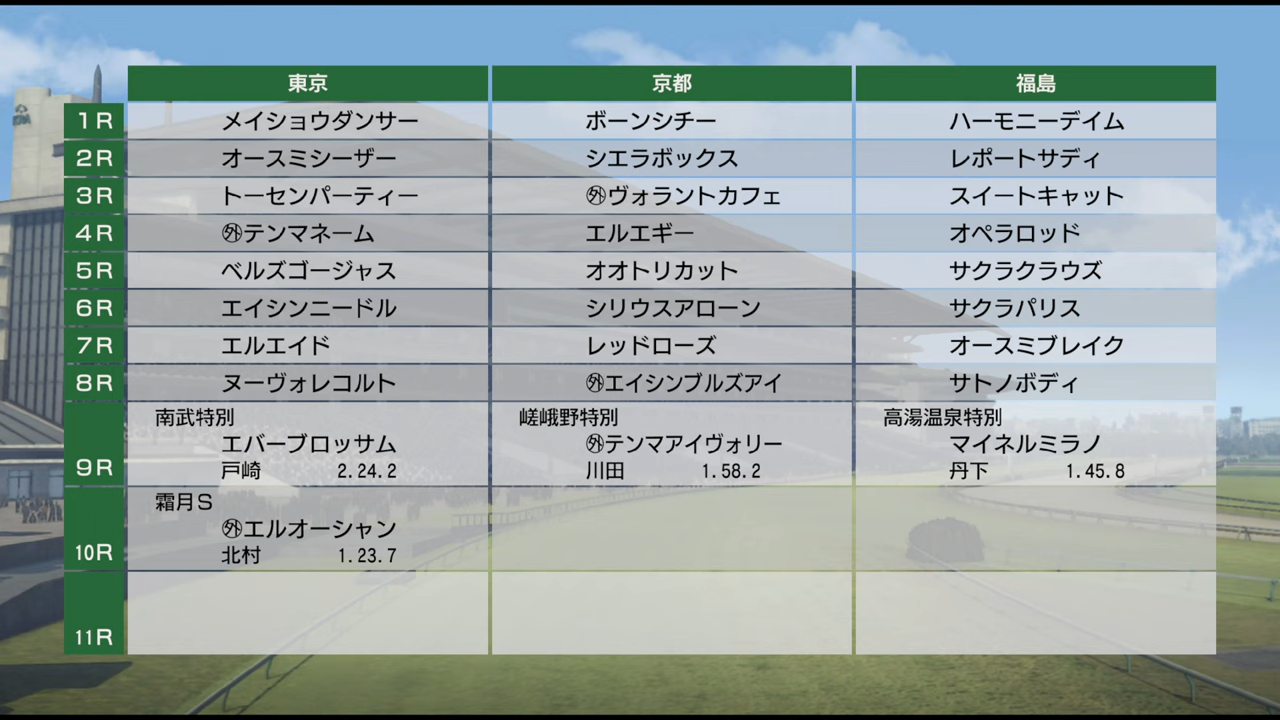 東京 京都 福島
1R メイショウダンサー ボーンシチー ハーモニーデイム
2R オースミシーザー シエラボックス レポートサディ
3R トーセンパーティー ㊕ヴォラントカフェ スイートキャット
4R ㊕テンマネーム エルエギー オペラロッド
5R ベルズゴージャス オオトリカット サクラクラウズ
6R エイシンニードル シリウスアローン サクラパリス
7R エルエイド レッドローズ オースミブレイク
8R ヌーヴォレコルト ㊕エイシンブルズアイ サトノボディ
南武特別 嵯峨野特別 高湯温泉特別
エバーブロッサム ㊕テンマアイヴォリー マイネルミラノ
9R 戸崎 2.24.2 川田 1.58.2 丹下 1.45.8
霜月S
㊕エルオーシャン
10R 北村 1.23.7
11R